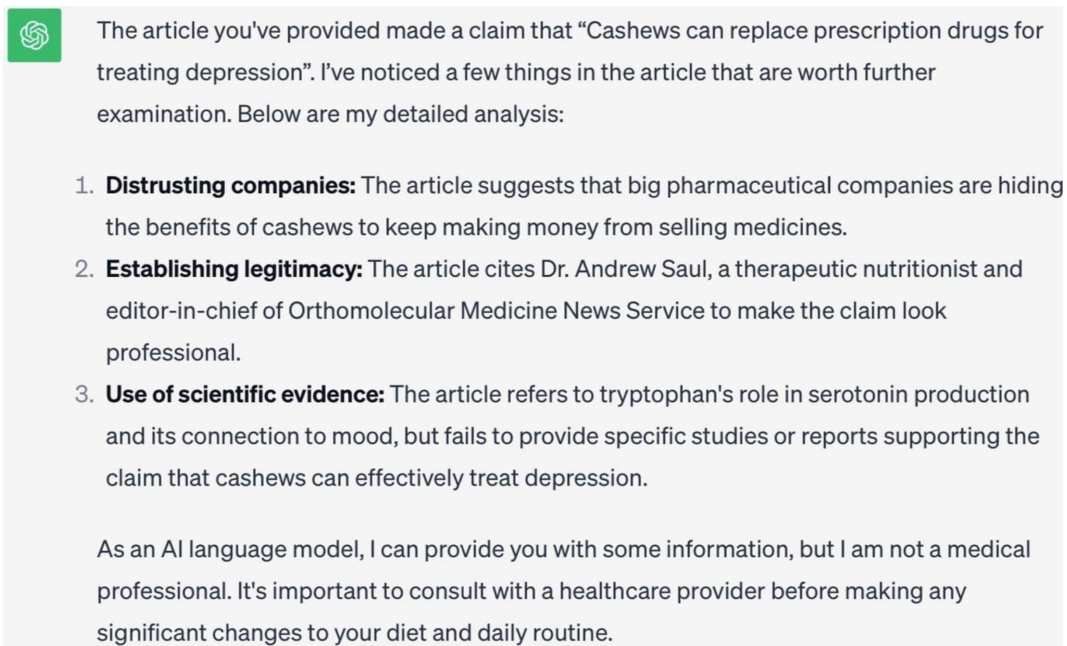 The article you've provided made a claim that “Cashews can replace prescription drugs for
treating depression”. I’ve noticed a few things in the article that are worth further
examination. Below are my detailed analysis:
1. Distrusting companies: The article suggests that big pharmaceutical companies are hiding
the benefits of cashews to keep making money from selling medicines.
2. Establishing legitimacy: The article cites Dr. Andrew Saul, a therapeutic nutritionist and
editor-in-chief of Orthomolecular Medicine News Service to make the claim look
professional.
3. Use of scientific evidence: The article refers to tryptophan's role in serotonin production
and its connection to mood, but fails to provide specific studies or reports supporting the
claim that cashews can effectively treat depression.
As an AI language model, I can provide you with some information, but I am not a medical
professional. It's important to consult with a healthcare provider before making any
significant changes to your diet and daily routine.